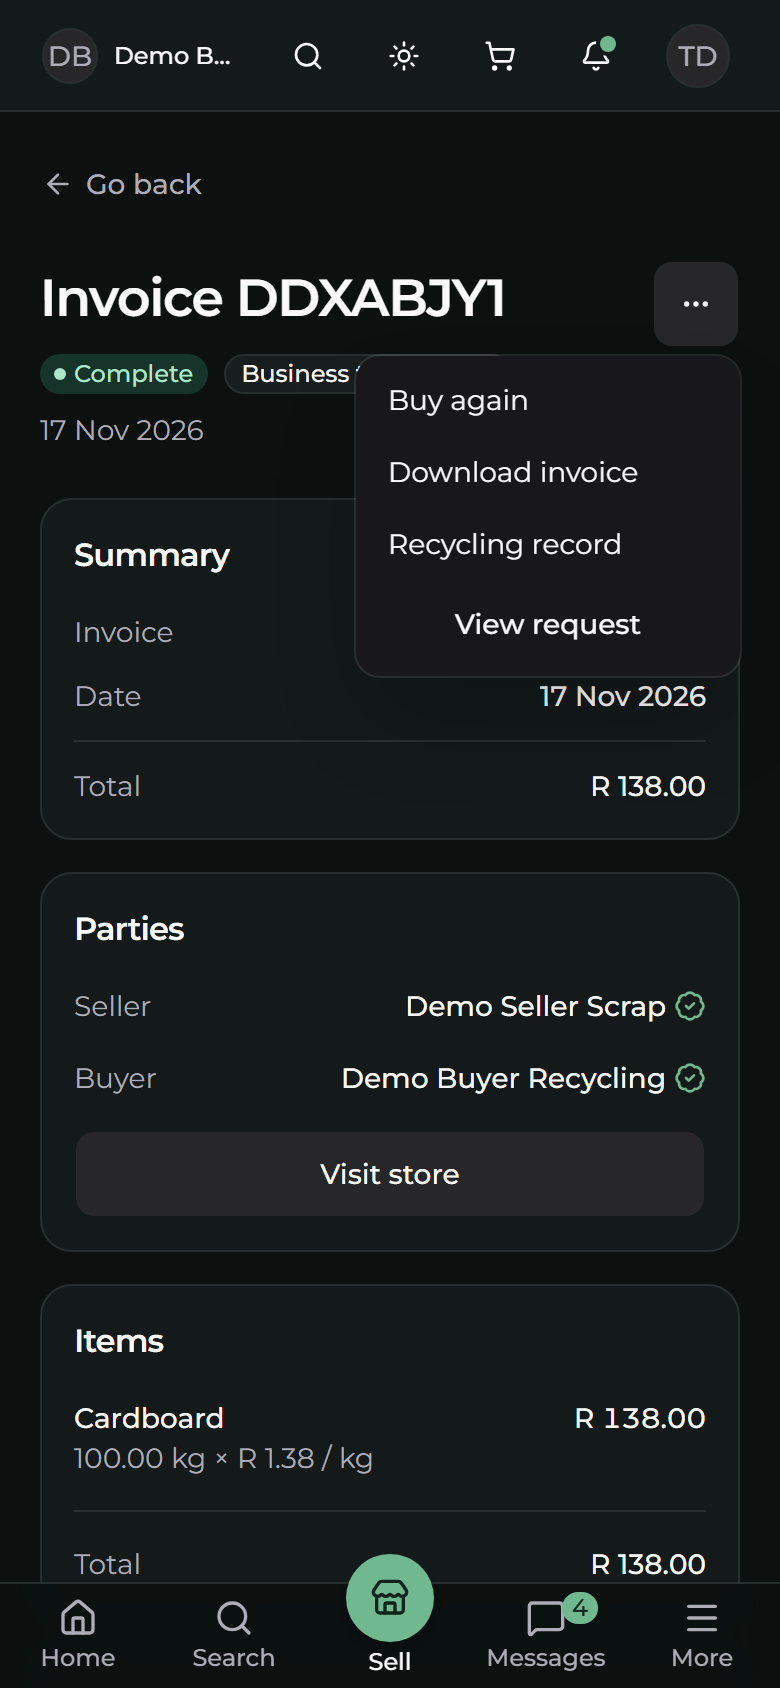 DB Demo B... TD
Go back
Invoice DDXABJY1
Complete Business
17 Nov 2026
Buy again
Download invoice
Recycling record
View request
Summary
Invoice
Date 17 Nov 2026
Total R 138.00
Parties
Seller Demo Seller Scrap
Buyer Demo Buyer Recycling
Visit store
Items
Cardboard R 138.00
100.00 kg × R 1.38 / kg
Total R 138.00
Home Search Sell Messages 4 More